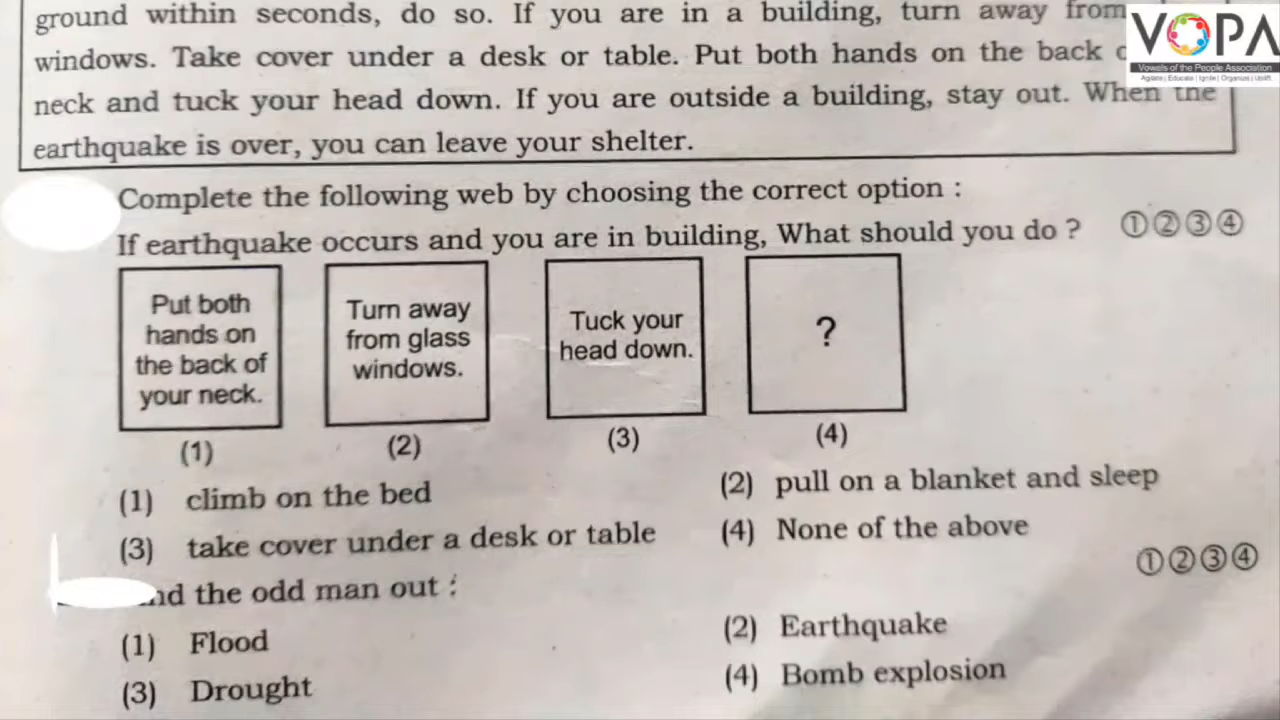 ground within seconds, do so. If you are in a building, turn away from
windows. Take cover under a desk or table. Put both hands on the back
neck and tuck your head down. If you are outside a building, stay out. When the
earthquake is over, you can leave your shelter.
VOPA
Vowels of the People Association
Agitate | Educate | Ignite | Organize | Uplift
Complete the following web by choosing the correct option :
If earthquake occurs and you are in building, What should you do ? ① ② ③ ④
Put both
hands on
the back of
your neck.
(1)
Turn away
from glass
windows.
(2)
Tuck your
head down.
(3)
?
(4)
(1) climb on the bed
(2) pull on a blanket and sleep
(3) take cover under a desk or table
(4) None of the above
① ② ③ ④
the odd man out :
(1) Flood
(2) Earthquake
(3) Drought
(4) Bomb explosion